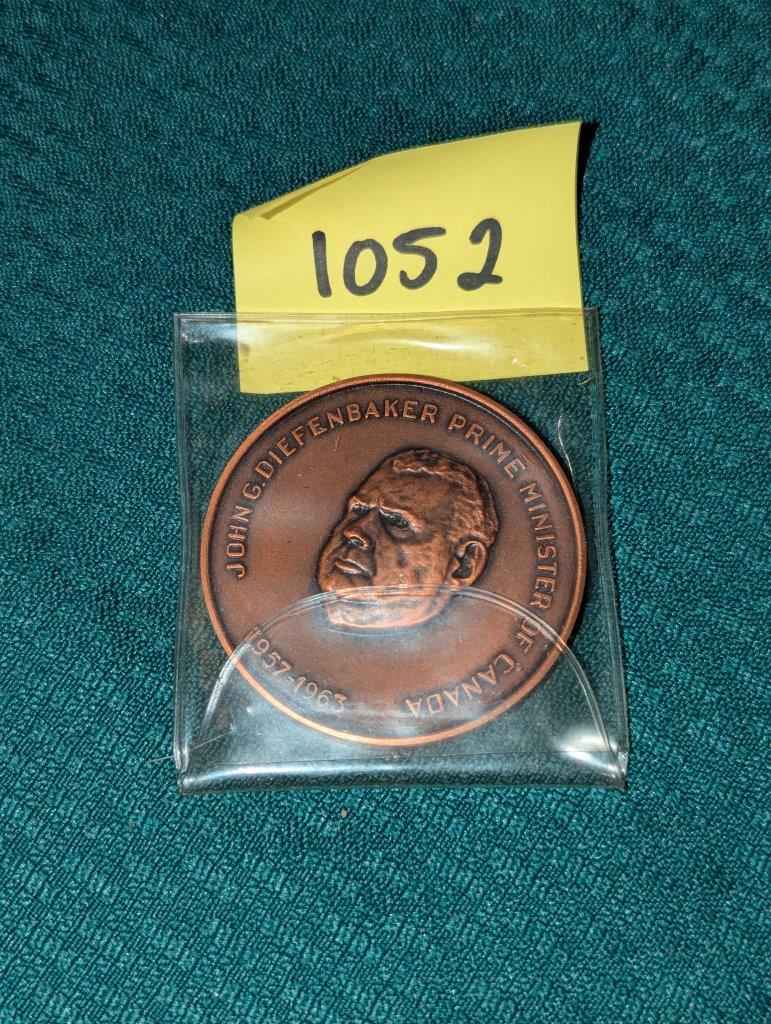 1052
JOHN G. DIEFENBAKER PRIME MINISTER OF CANADA
1957-1963